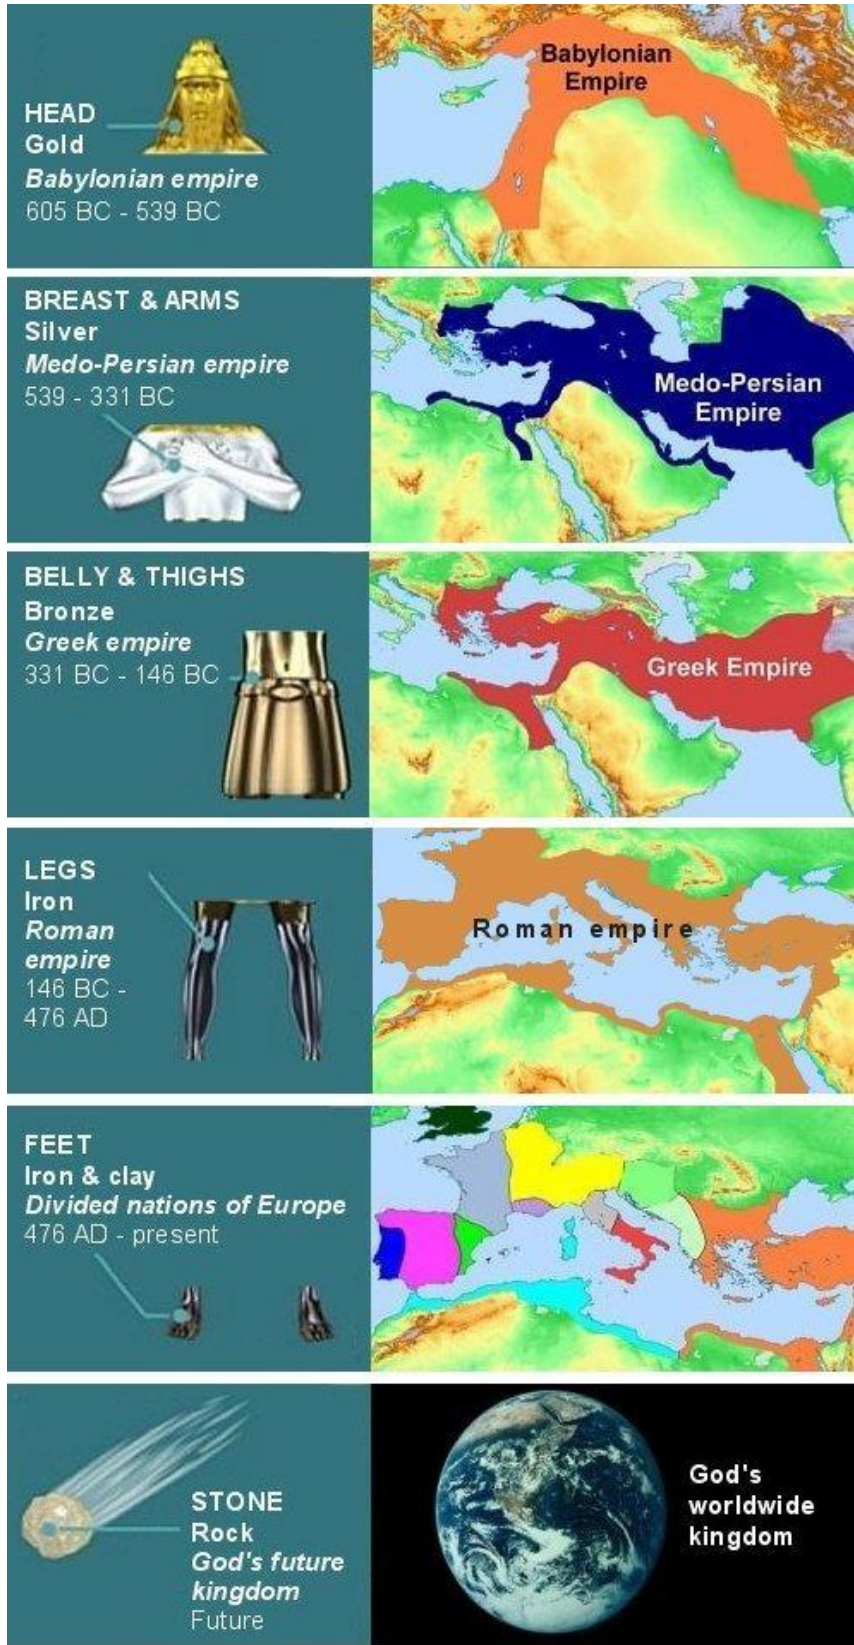 HEAD
Gold
Babylonian empire
605 BC - 539 BC
Babylonian
Empire
BREAST & ARMS
Silver
Medo-Persian empire
539 - 331 BC
Medo-Persian
Empire
BELLY & THIGHS
Bronze
Greek empire
331 BC - 146 BC
Greek Empire
LEGS
Iron
Roman
empire
146 BC -
476 AD
Roman empire
FEET
Iron & clay
Divided nations of Europe
476 AD - present
STONE
Rock
God's future
kingdom
Future
God's
worldwide
kingdom